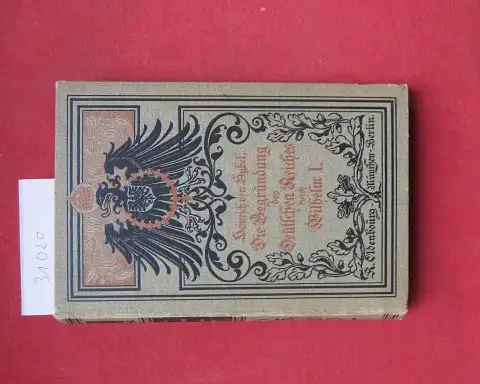 Heinrich von Sybel:
Die Begründung
des
Deutschen Reiches
durch
Wilhelm I.
R. Oldenbourg, München-Berlin.
31020